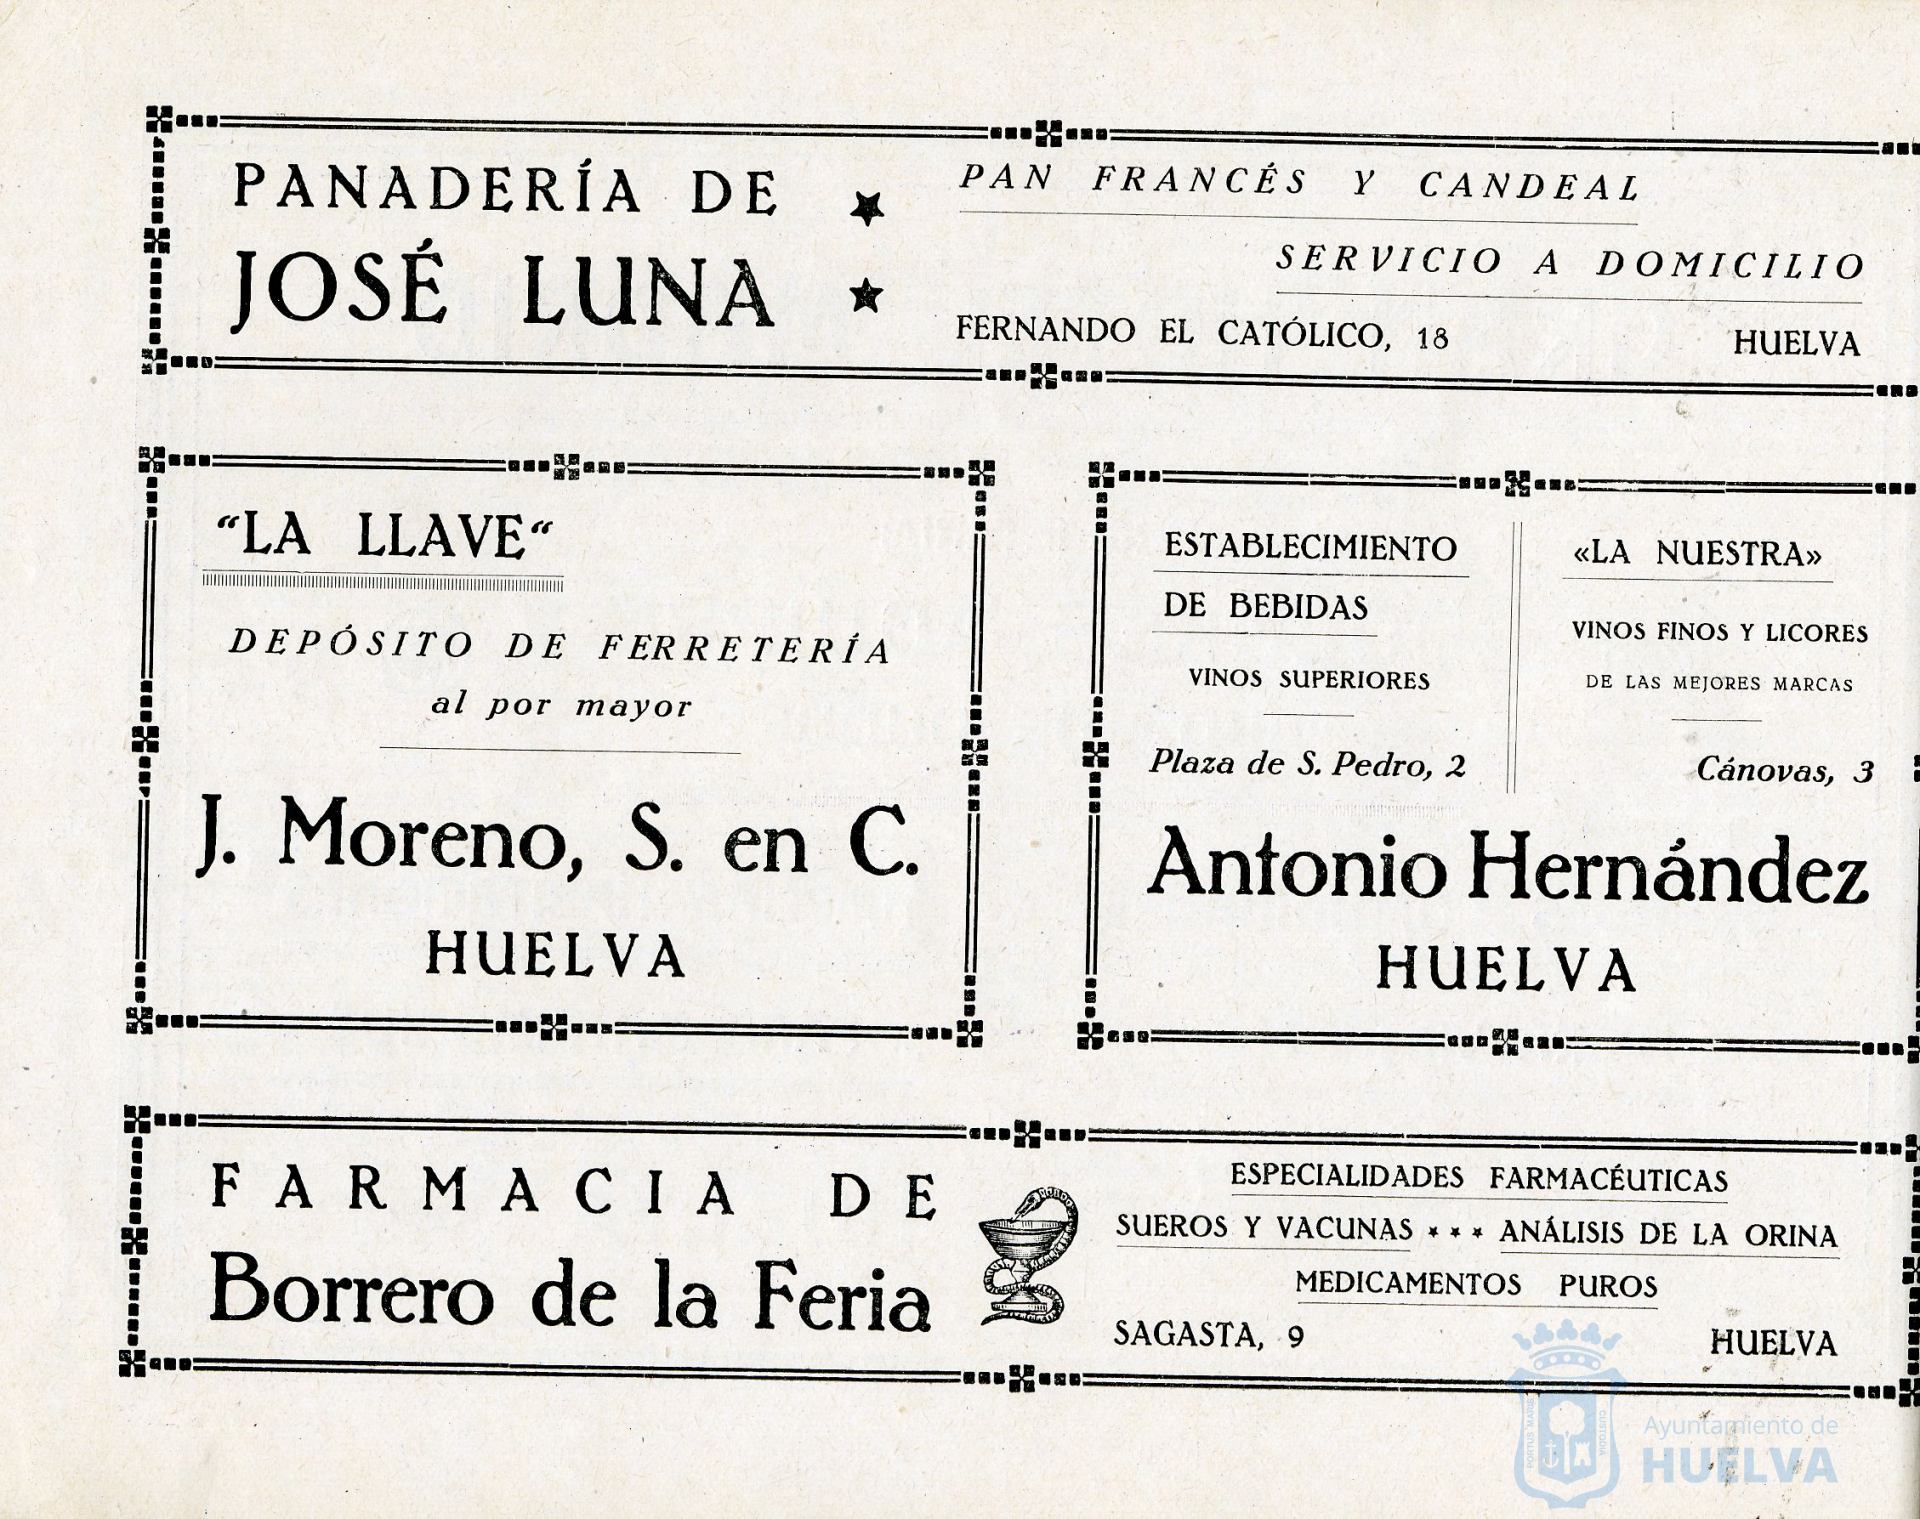 PANADERÍA DE
JOSÉ LUNA
PAN FRANCÉS Y CANDEAL
SERVICIO A DOMICILIO
FERNANDO EL CATÓLICO, 18 HUELVA
“LA LLAVE“
DEPÓSITO DE FERRETERÍA
al por mayor
J. Moreno, S. en C.
HUELVA
ESTABLECIMIENTO
DE BEBIDAS
VINOS SUPERIORES
Plaza de S. Pedro, 2
«LA NUESTRA»
VINOS FINOS Y LICORES
DE LAS MEJORES MARCAS
Cánovas, 3
Antonio Hernández
HUELVA
FARMACIA DE
Borrero de la Feria
ESPECIALIDADES FARMACÉUTICAS
SUEROS Y VACUNAS ⋆ ⋆ ⋆ ANÁLISIS DE LA ORINA
MEDICAMENTOS PUROS
SAGASTA, 9 HUELVA
PORTUS MARIS
CUSTODIA
Ayuntamiento de
HUELVA